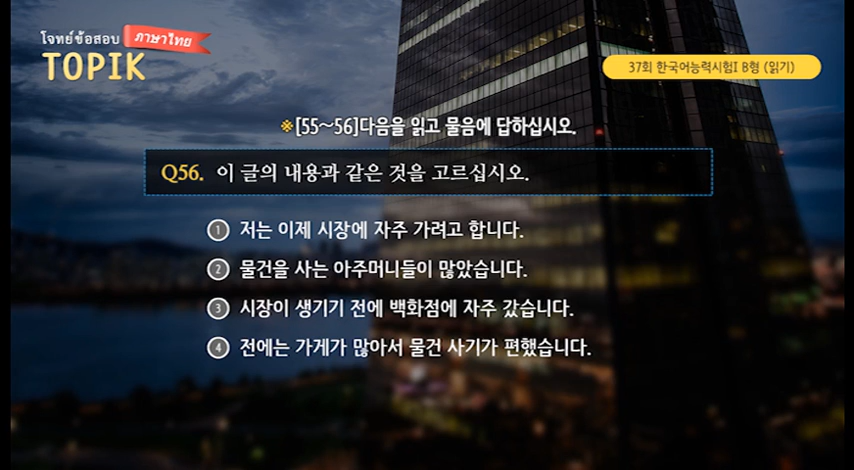 โจทย์ข้อสอบ ภาษาไทย
TOPIK
37회 한국어능력시험I B형 (읽기)
※[55~56]다음을 읽고 물음에 답하십시오.
Q56. 이 글의 내용과 같은 것을 고르십시오.
① 저는 이제 시장에 자주 가려고 합니다.
② 물건을 사는 아주머니들이 많았습니다.
③ 시장이 생기기 전에 백화점에 자주 갔습니다.
④ 전에는 가게가 많아서 물건 사기가 편했습니다.